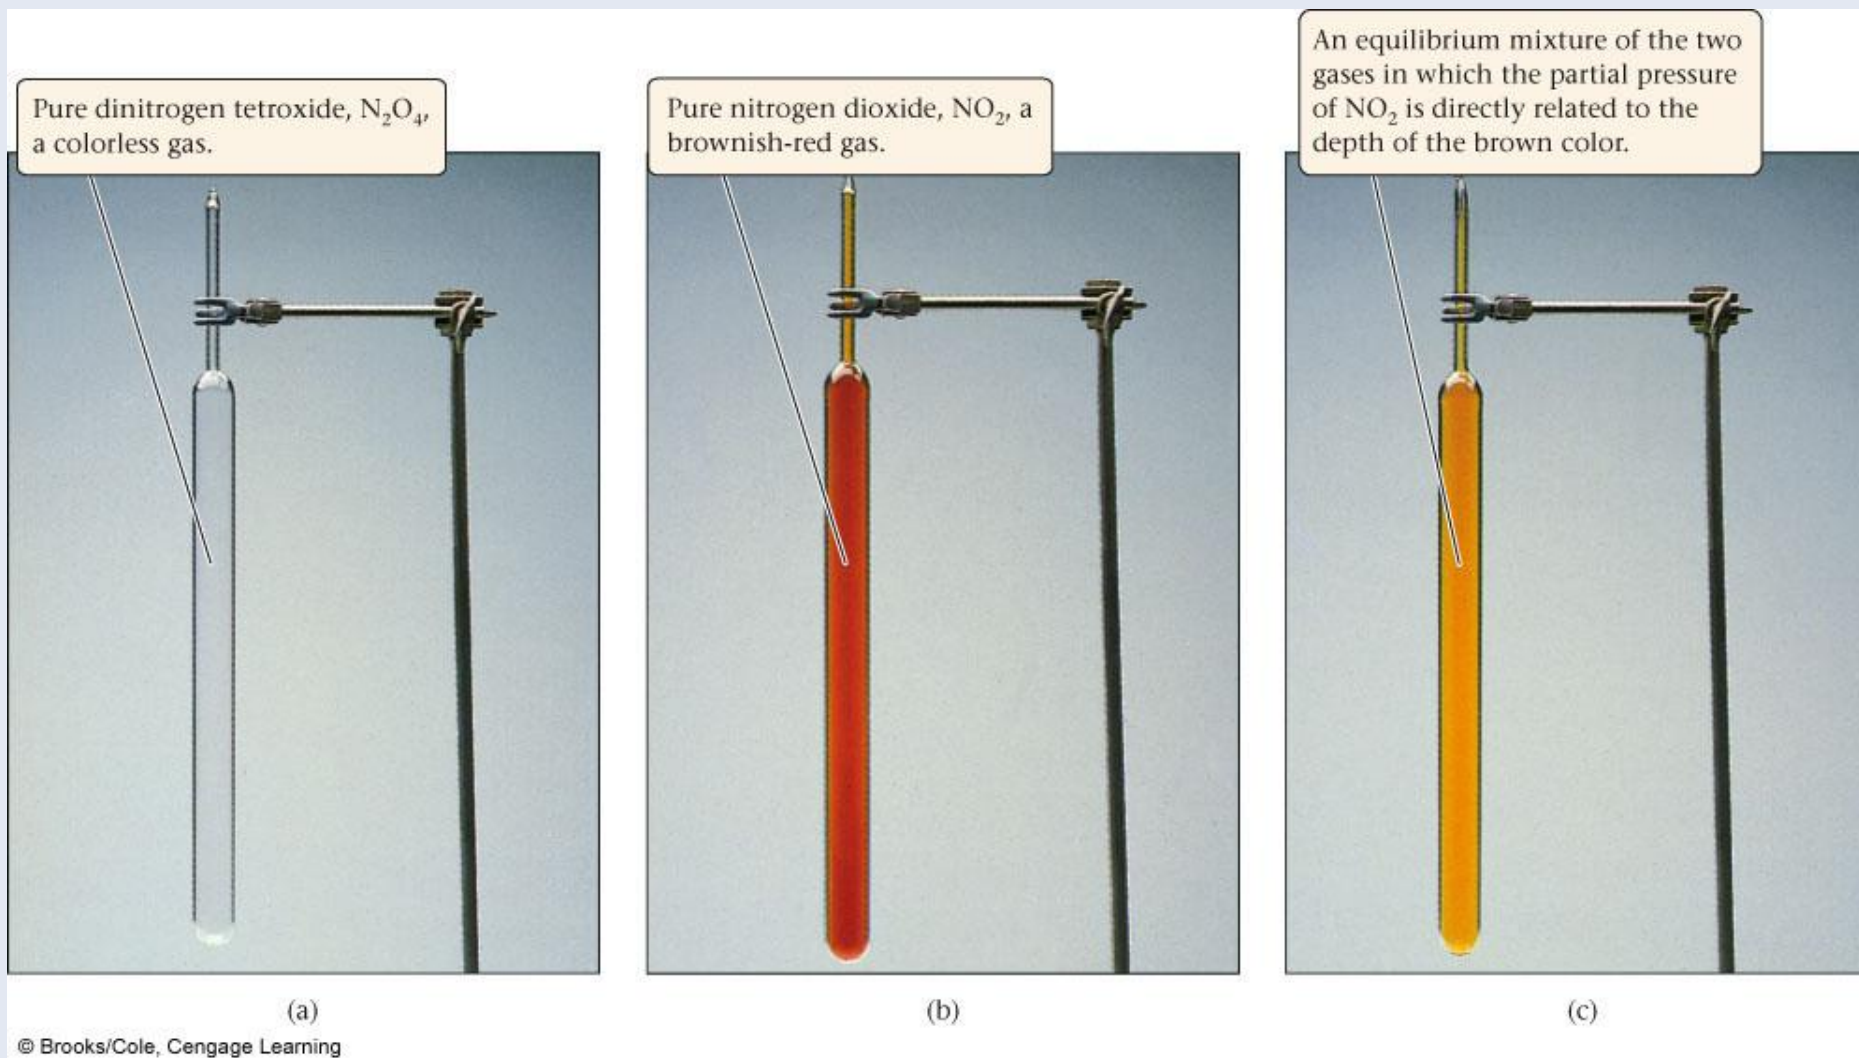 Pure dinitrogen tetroxide, N₂O₄,
a colorless gas.
Pure nitrogen dioxide, NO₂, a
brownish-red gas.
An equilibrium mixture of the two
gases in which the partial pressure
of NO₂ is directly related to the
depth of the brown color.
(a)
(b)
(c)
© Brooks/Cole, Cengage Learning